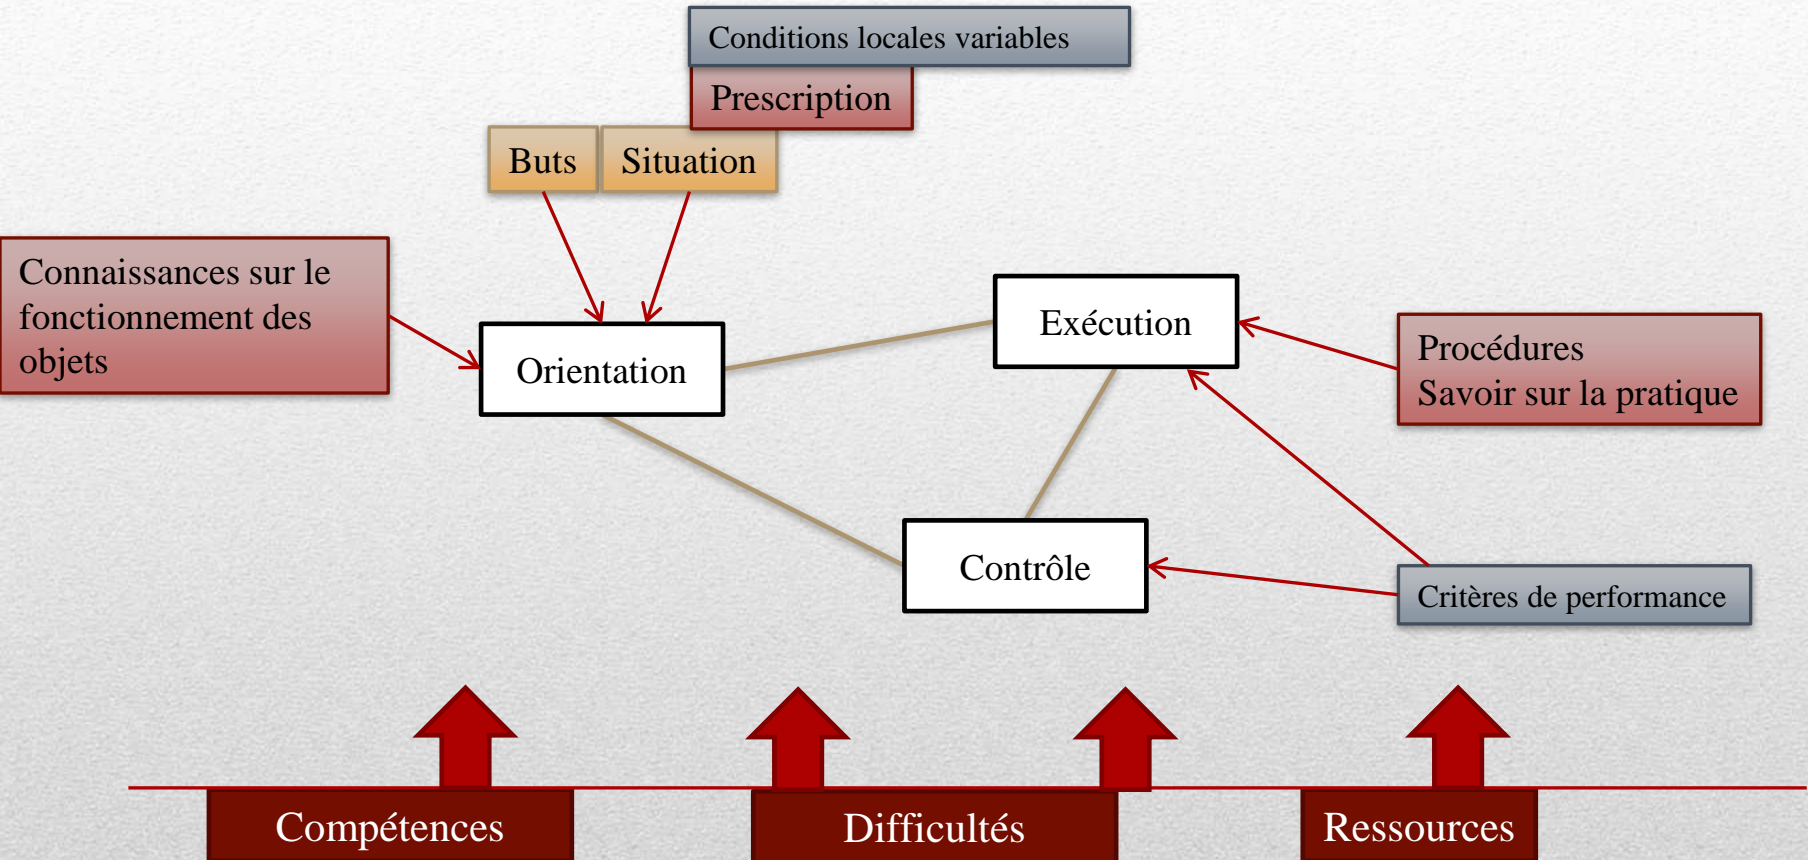 Conditions locales variables
Prescription
Buts
Situation
Connaissances sur le
fonctionnement des
objets
Orientation
Exécution
Procédures
Savoir sur la pratique
Contrôle
Critères de performance
Compétences
Difficultés
Ressources